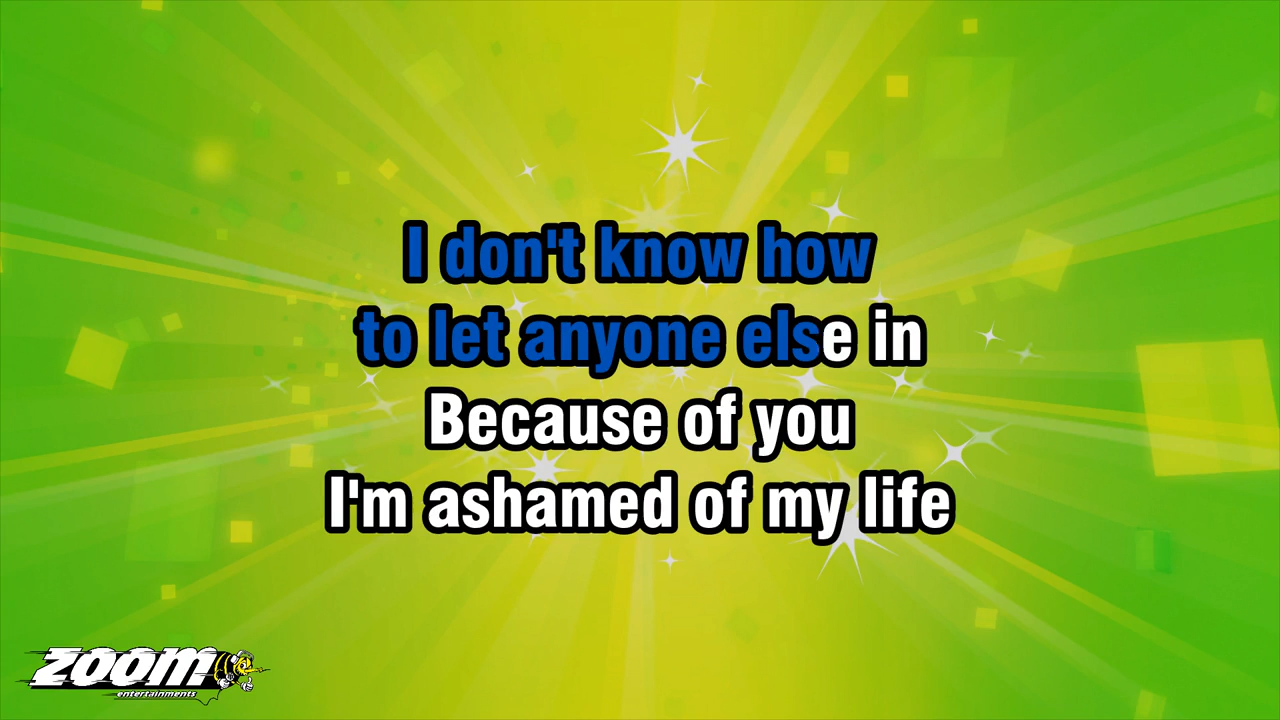 I don't know how
to let anyone else in
Because of you
I'm ashamed of my life
zoom
entertainments